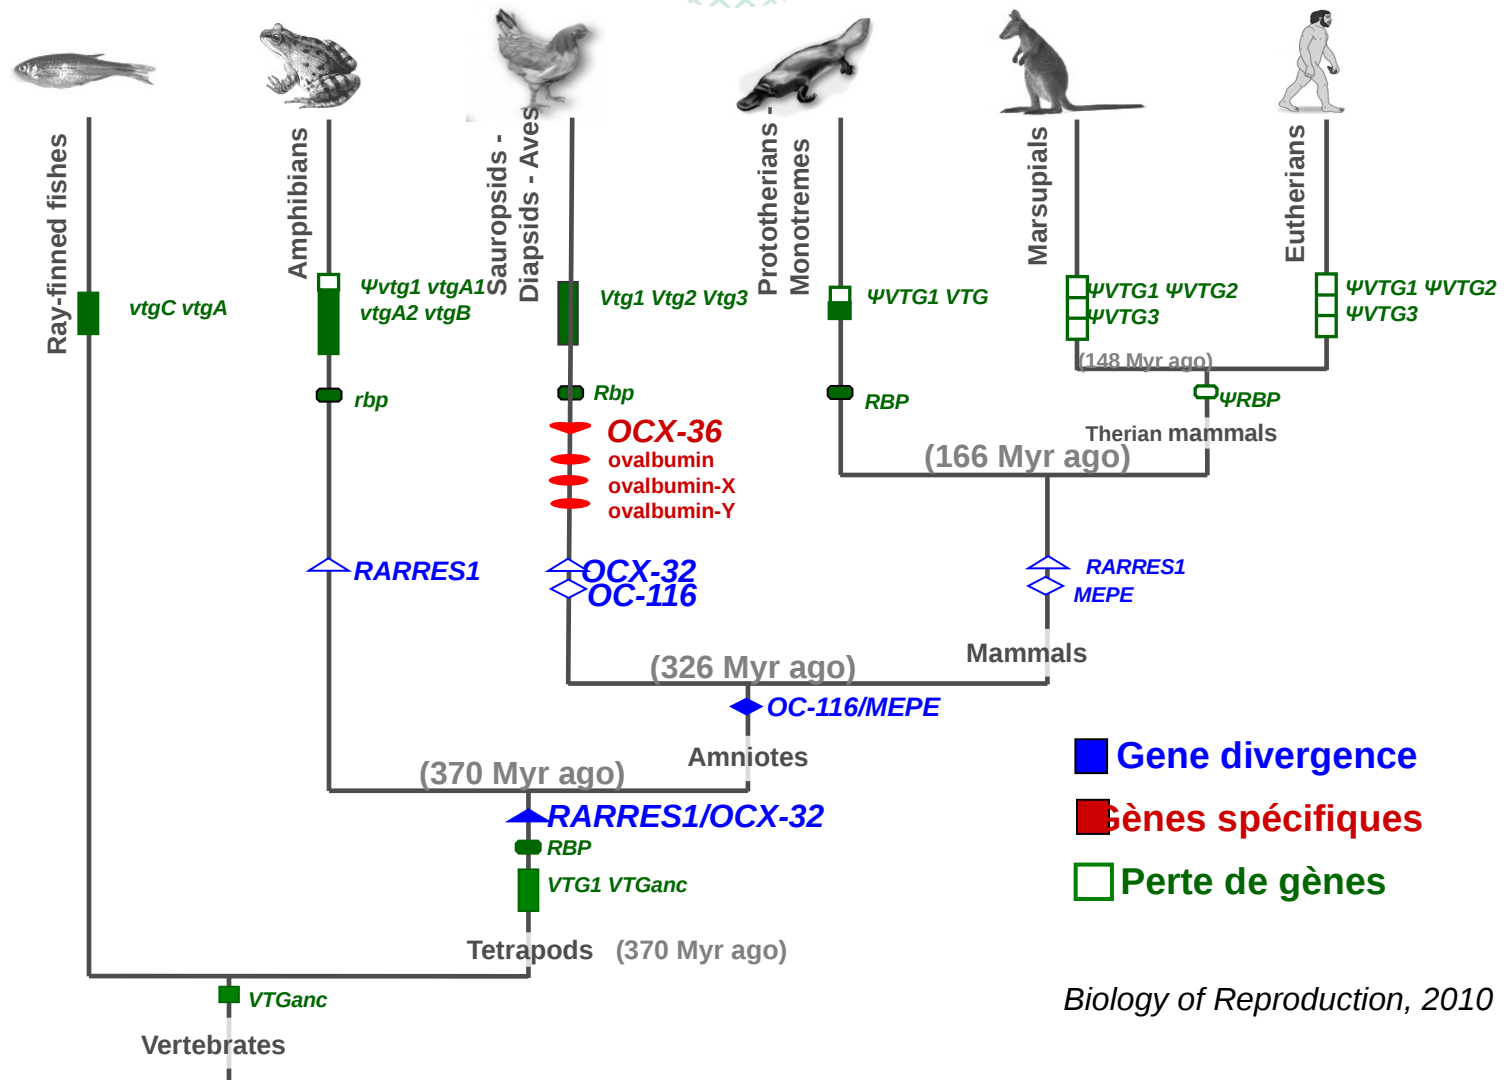 Ray-finned fishes
Amphibians
Sauropsids -
Diapsids - Aves
Prototherians -
Monotremes
Marsupials
Eutherians
vtgC vtgA
Ψvtg1 vtgA1
vtgA2 vtgB
Vtg1 Vtg2 Vtg3
ΨVTG1 VTG
ΨVTG1 ΨVTG2
ΨVTG3
ΨVTG1 ΨVTG2
ΨVTG3
(148 Myr ago)
rbp
Rbp
RBP
ΨRBP
OCX-36
ovalbumin
ovalbumin-X
ovalbumin-Y
Therian mammals
(166 Myr ago)
RARRES1
OCX-32
OC-116
RARRES1
MEPE
Mammals
(326 Myr ago)
OC-116/MEPE
Amniotes
(370 Myr ago)
RARRES1/OCX-32
RBP
VTG1 VTGanc
Tetrapods (370 Myr ago)
VTGanc
Vertebrates
Gene divergence
Gènes spécifiques
Perte de gènes
Biology of Reproduction, 2010